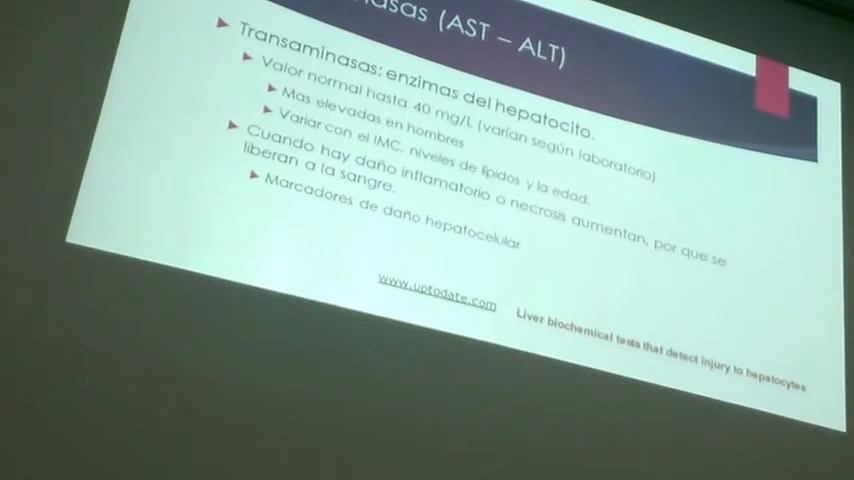 (AST – ALT)
Transaminasas: enzimas del hepatocito.
Valor normal hasta 40 mg/L (varían según laboratorio)
Mas elevadas en hombres
Variar con el IMC, niveles de lípidos y la edad.
Cuando hay daño inflamatorio o necrosis aumentan, por que se
liberan a la sangre.
Marcadores de daño hepatocelular
www.uptodate.com
Liver biochemical tests that detect injury to hepatocytes